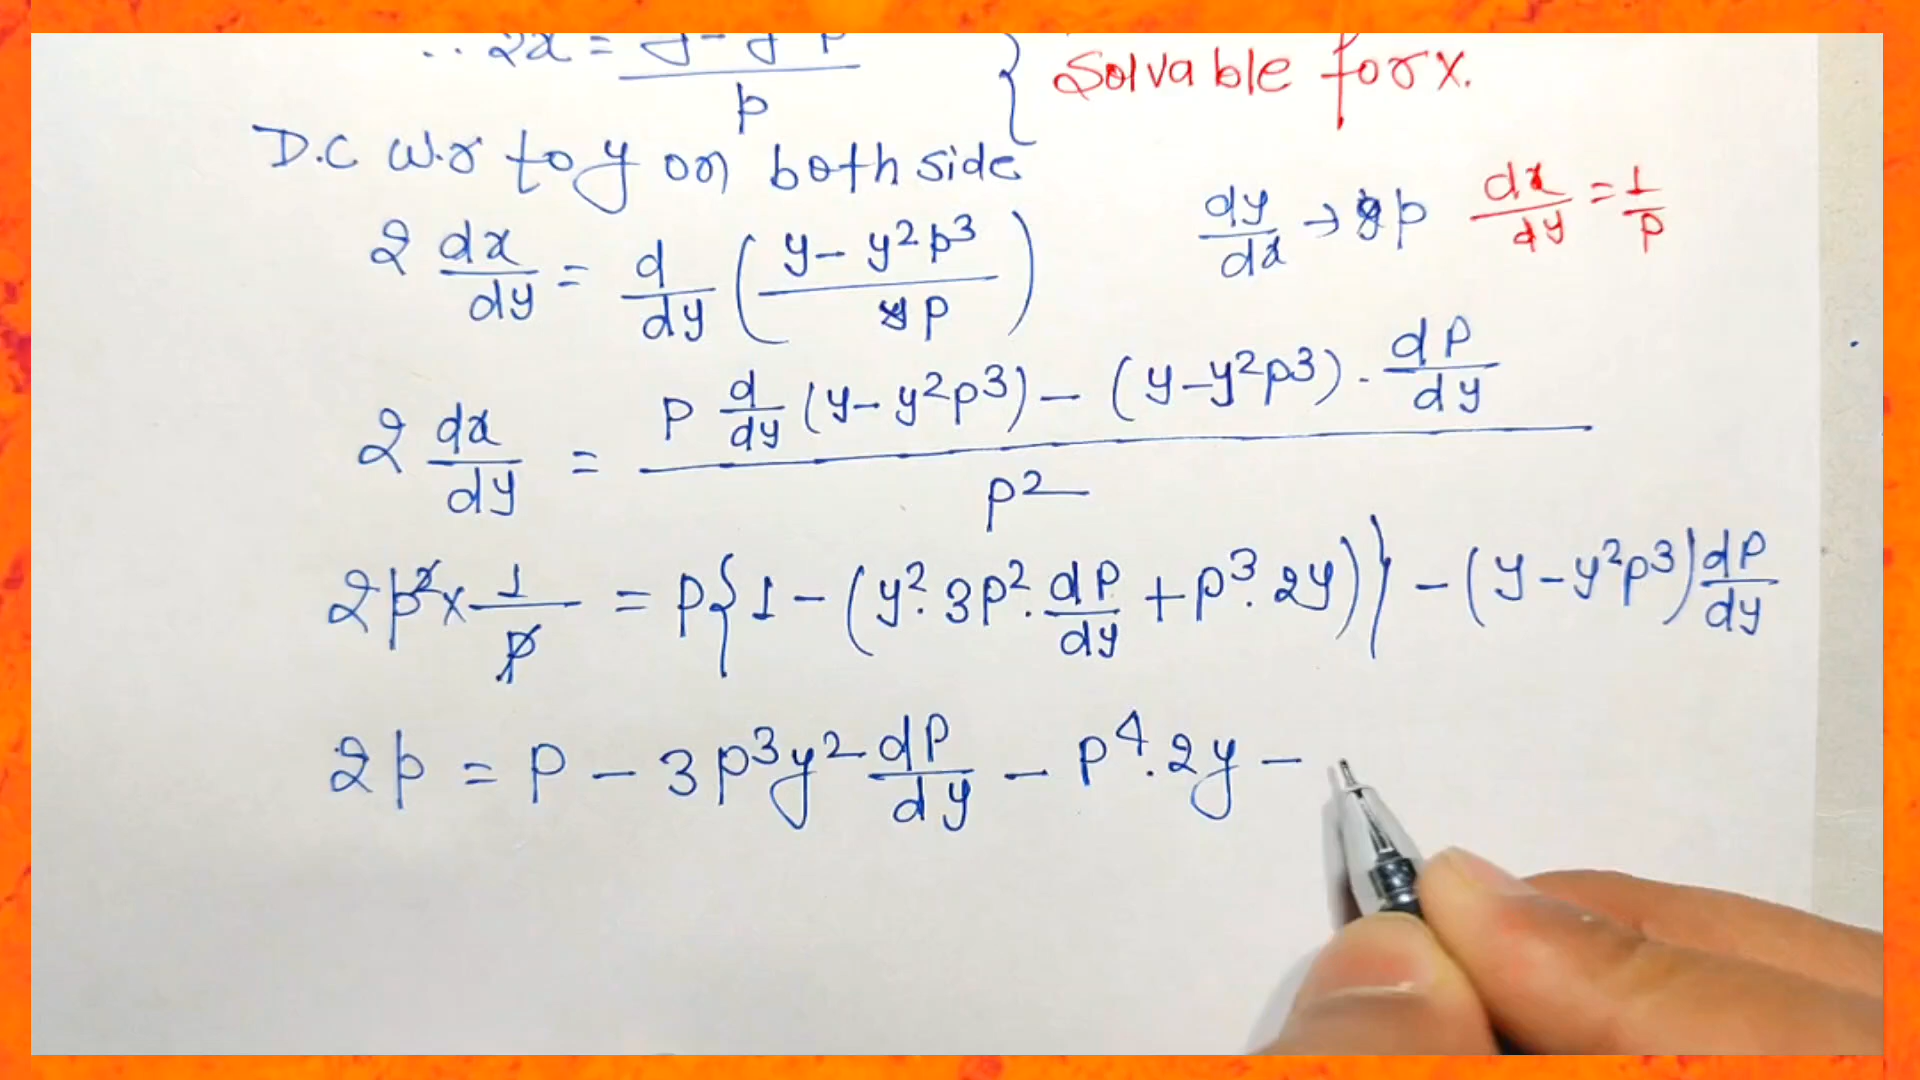 ∴ 2x = (y - y²p³)/p } Solvable for x.
D.C w.r to y on both side
2 dx/dy = d/dy ((y - y²p³)/p)   dy/dx → p   dx/dy = 1/p
2 dx/dy = (p d/dy (y - y²p³) - (y - y²p³) . dp/dy)/p²
2p² x 1/p = p{1 - (y² . 3p² . dp/dy + p³ . 2y)} - (y - y²p³) dp/dy
2p = p - 3p³y² dp/dy - p⁴ . 2y -